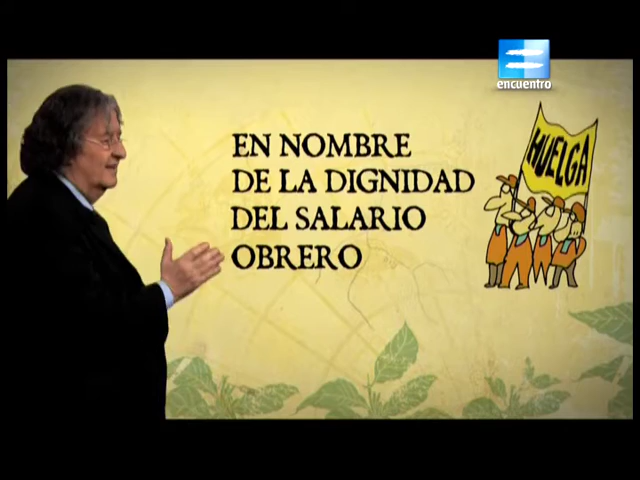 encuentro
EN NOMBRE
DE LA DIGNIDAD
DEL SALARIO
OBRERO
HUELGA